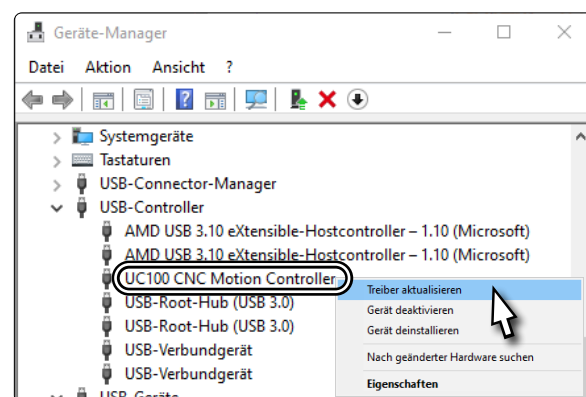 Geräte-Manager
Datei Aktion Ansicht ?
Systemgeräte
Tastaturen
USB-Connector-Manager
USB-Controller
AMD USB 3.10 eXtensible-Hostcontroller – 1.10 (Microsoft)
AMD USB 3.10 eXtensible-Hostcontroller – 1.10 (Microsoft)
UC100 CNC Motion Controller
USB-Root-Hub (USB 3.0)
USB-Root-Hub (USB 3.0)
USB-Verbundgerät
USB-Verbundgerät
USB-Geräte
Treiber aktualisieren
Gerät deaktivieren
Gerät deinstallieren
Nach geänderter Hardware suchen
Eigenschaften